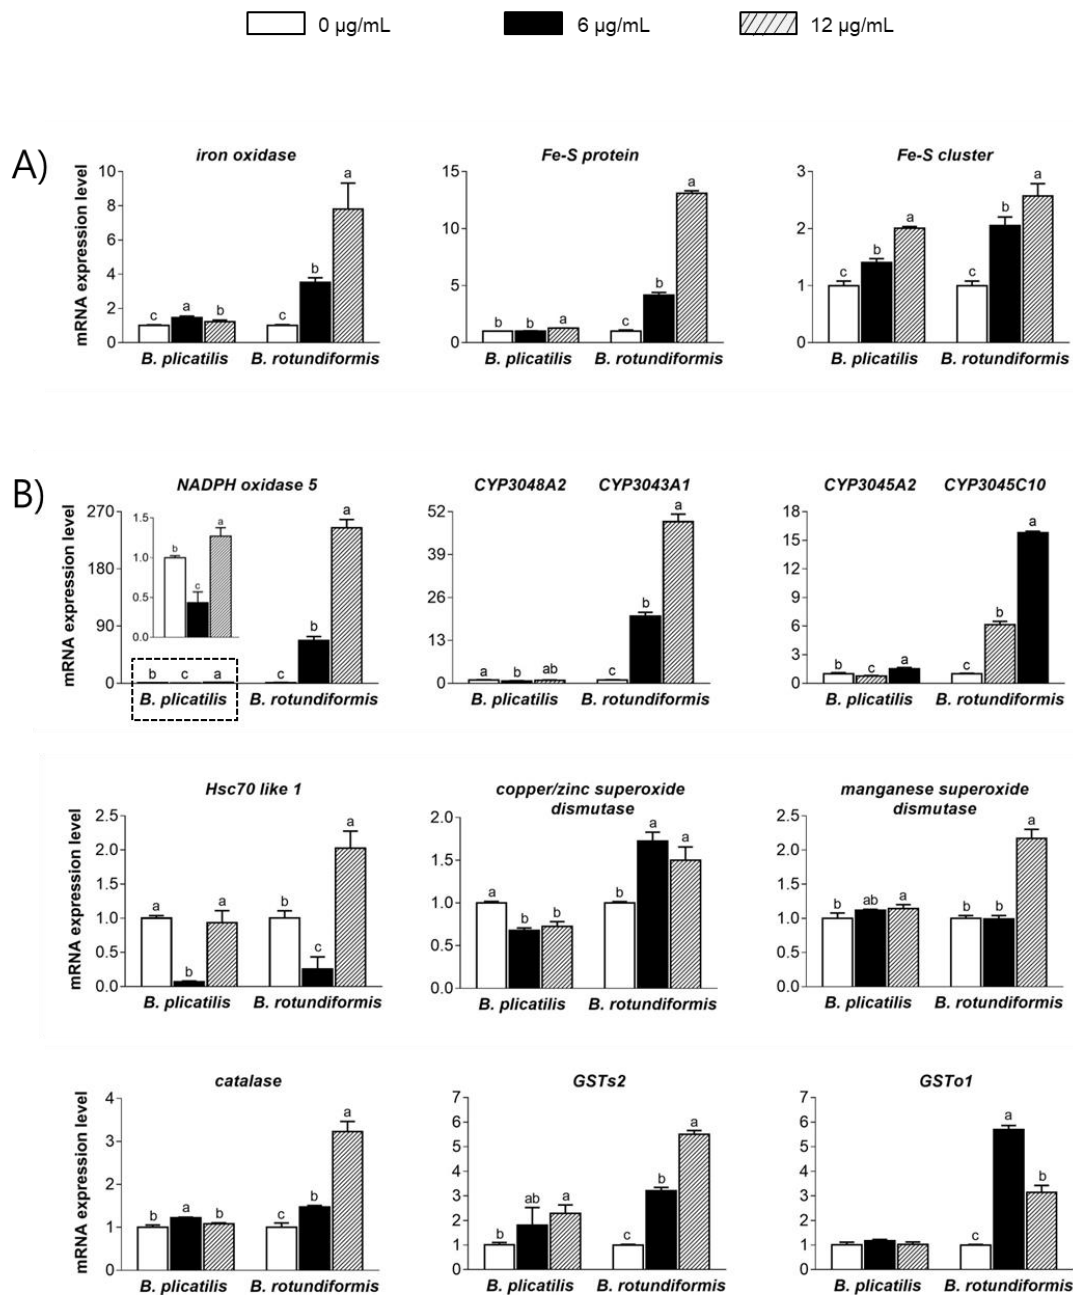 0 µg/mL 6 µg/mL 12 µg/mL
A)
iron oxidase Fe-S protein Fe-S cluster
mRNA expression level
10 8 6 4 2 0
c a b c b a
B. plicatilis B. rotundiformis
15 10 5 0
b b a c b a
B. plicatilis B. rotundiformis
3 2 1 0
c b a c b a
B. plicatilis B. rotundiformis
B)
NADPH oxidase 5 CYP3048A2 CYP3043A1 CYP3045A2 CYP3045C10
mRNA expression level
270 180 90 0
1.5 1.0 0.5 0.0
b c a
b c a c b a
B. plicatilis B. rotundiformis
52 39 26 13 0
a b ab c b a
B. plicatilis B. rotundiformis
18 15 12 9 6 3 0
b c a c b a
B. plicatilis B. rotundiformis
Hsc70 like 1
mRNA expression level
2.5 2.0 1.5 1.0 0.5 0.0
a b a b c a
B. plicatilis B. rotundiformis
copper/zinc superoxide
dismutase
2.0 1.5 1.0 0.5 0.0
a b b b a a
B. plicatilis B. rotundiformis
manganese superoxide
dismutase
2.5 2.0 1.5 1.0 0.5 0.0
b ab a b b a
B. plicatilis B. rotundiformis
catalase GSTs2 GSTo1
mRNA expression level
4 3 2 1 0
b a b c b a
B. plicatilis B. rotundiformis
7 6 5 4 3 2 1 0
b ab a c b a
B. plicatilis B. rotundiformis
7 6 5 4 3 2 1 0
c a b
B. plicatilis B. rotundiformis